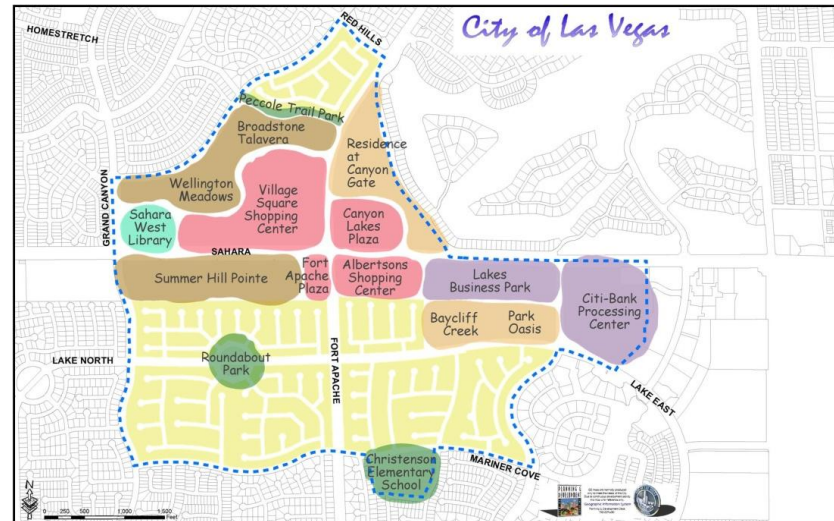 City of Las Vegas
HOMESTRETCH
RED HILLS
Peccole Trail Park
Broadstone
Talavera
Residence
at
Canyon
Gate
Wellington
Meadows
Village
Square
Shopping
Center
GRAND CANYON
Sahara
West
Library
Canyon
Lakes
Plaza
SAHARA
Summer Hill Pointe
Fort
Apache
Plaza
Albertsons
Shopping
Center
Lakes
Business Park
Citi-Bank
Processing
Center
Baycliff
Creek
Park
Oasis
LAKE NORTH
Roundabout
Park
FORT APACHE
LAKE EAST
Christenson
Elementary
School
MARINER COVE
N
0 250 500 1,000 1,500
Feet
PLANNING &
DEVELOPMENT